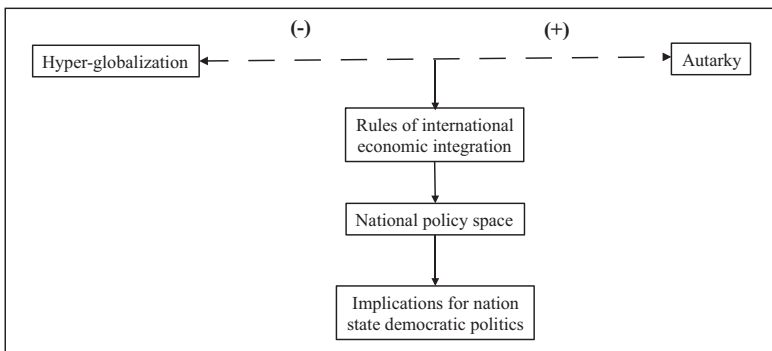 (-)
(+)
Hyper-globalization
Autarky
Rules of international
economic integration
National policy space
Implications for nation
state democratic politics